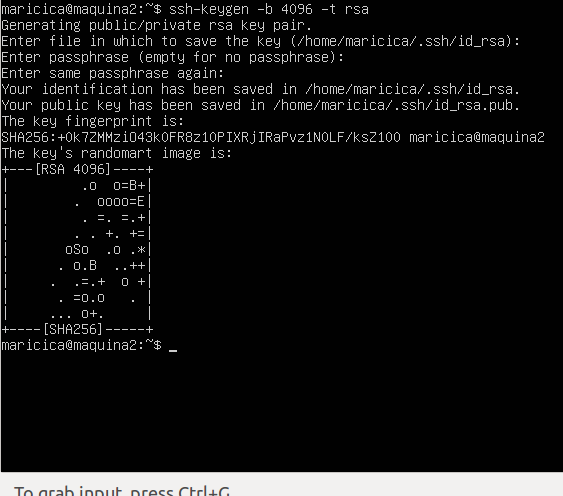 maricica@maquina2:~$ ssh-keygen -b 4096 -t rsa
Generating public/private rsa key pair.
Enter file in which to save the key (/home/maricica/.ssh/id_rsa):
Enter passphrase (empty for no passphrase):
Enter same passphrase again:
Your identification has been saved in /home/maricica/.ssh/id_rsa.
Your public key has been saved in /home/maricica/.ssh/id_rsa.pub.
The key fingerprint is:
SHA256:+Ok7ZMMziO43kOFR8z1OPIXRjIRaPvz1NOLF/ksZ100 maricica@maquina2
The key's randomart image is:
+---[RSA 4096]----+
|         .o  o=B+|
|        .  oooo=E|
|         . =. =.+|
|        . . +. +=|
|       oSo  .o .*|
|      . o.B  ..++|
|     .  .=.+  o +|
|      . =o.o   . |
|     ... o+.     |
+----[SHA256]-----+
maricica@maquina2:~$ _
To grab input, press Ctrl+G